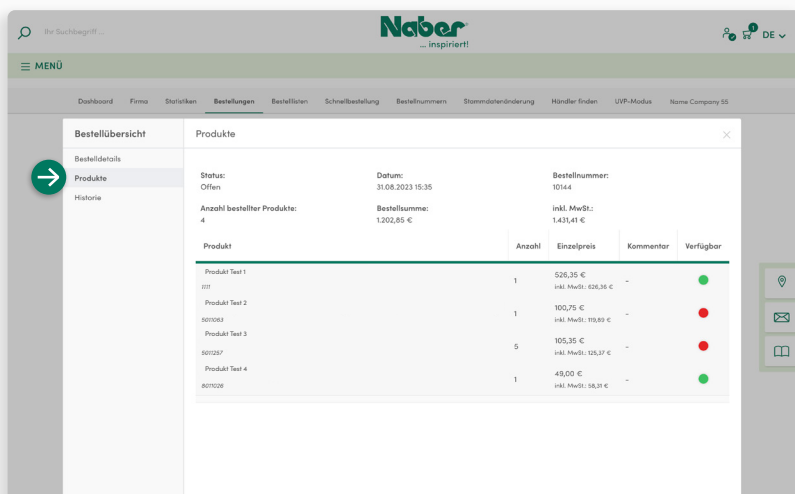 Ihr Suchbegriff ...
Naber
... inspiriert!
1
DE
MENÜ
Dashboard Firma Statistiken Bestellungen Bestelllisten Schnellbestellung Bestellnummern Stammdatenänderung Händler finden UVP-Modus Name Company SS
Bestellübersicht
Produkte
Bestelldetails
Produkte
Historie
Status: Datum: Bestellnummer:
Offen 31.08.2023 15:35 10144
Anzahl bestellter Produkte: Bestellsumme: inkl. MwSt.:
4 1.202,85 € 1.431,41 €
Produkt Anzahl Einzelpreis Kommentar Verfügbar
Produkt Test 1
1111
1 526,35 € -
inkl. MwSt.: 626,36 €
Produkt Test 2
5011063
1 100,75 € -
inkl. MwSt.: 119,89 €
Produkt Test 3
5011257
5 105,35 € -
inkl. MwSt.: 125,37 €
Produkt Test 4
8011026
1 49,00 € -
inkl. MwSt.: 58,31 €